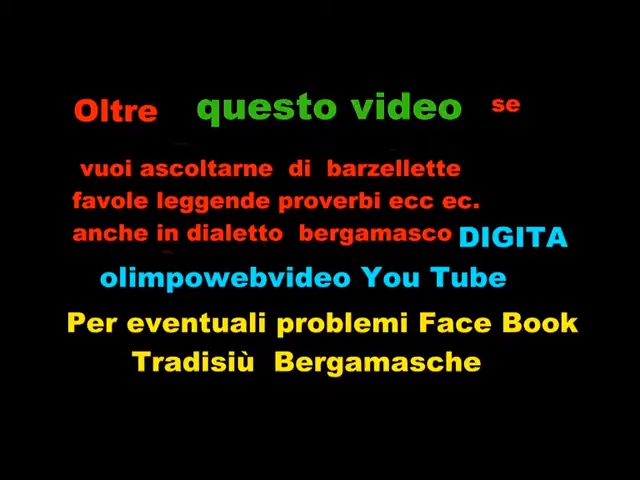 Oltre questo video se
vuoi ascoltarne di barzellette
favole leggende proverbi ecc ec.
anche in dialetto bergamasco DIGITA
olimpowebvideo You Tube
Per eventuali problemi Face Book
Tradisiù Bergamasche